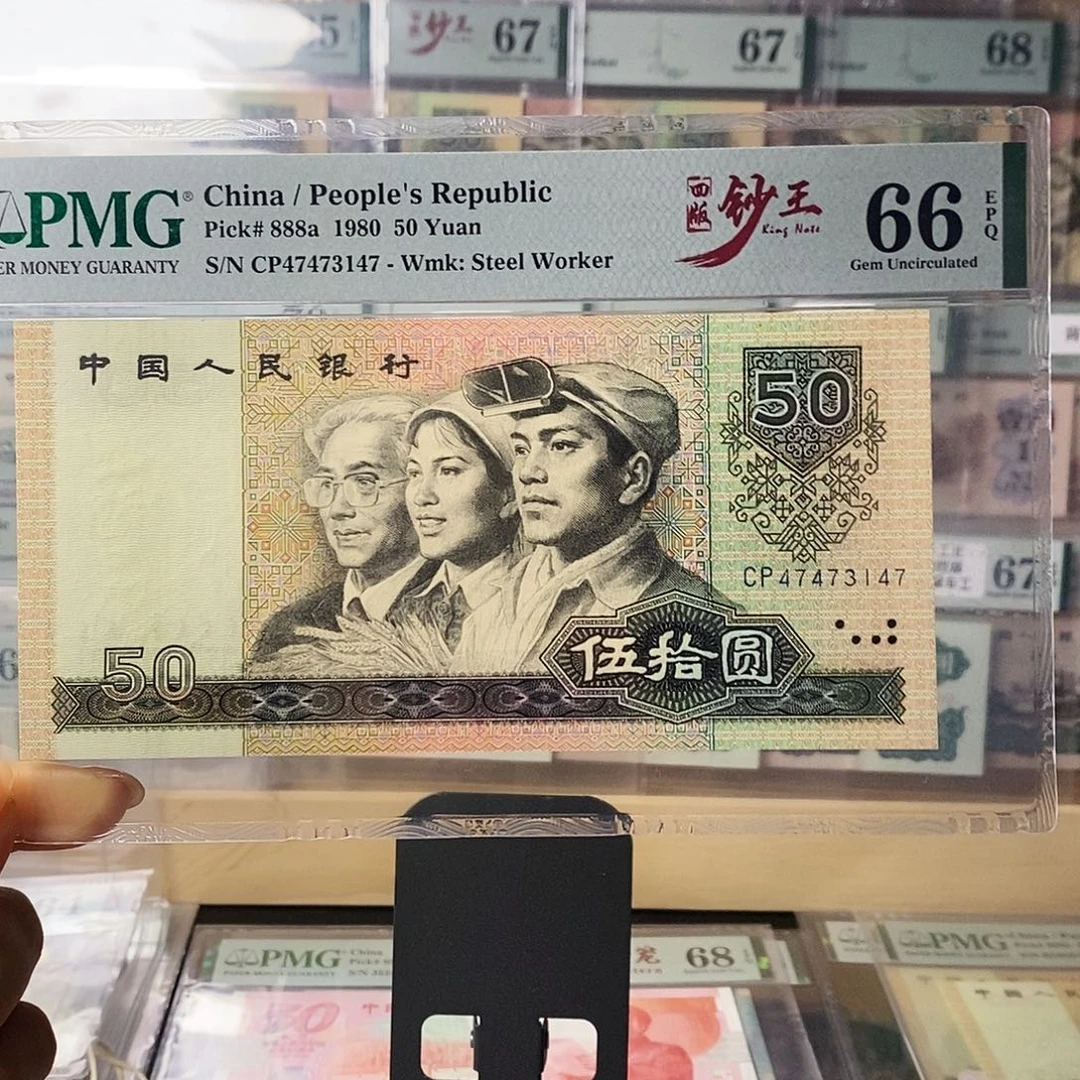 67
67
68
PMG®
ER MONEY GUARANTY
China / People's Republic
Pick# 888a 1980 50 Yuan
S/N CP47473147 - Wmk: Steel Worker
四版
钞王
King Note
66
EPQ
Gem Uncirculated
中国人民银行
50
CP47473147
50
伍拾圆
67
PMG
China
68
PMG